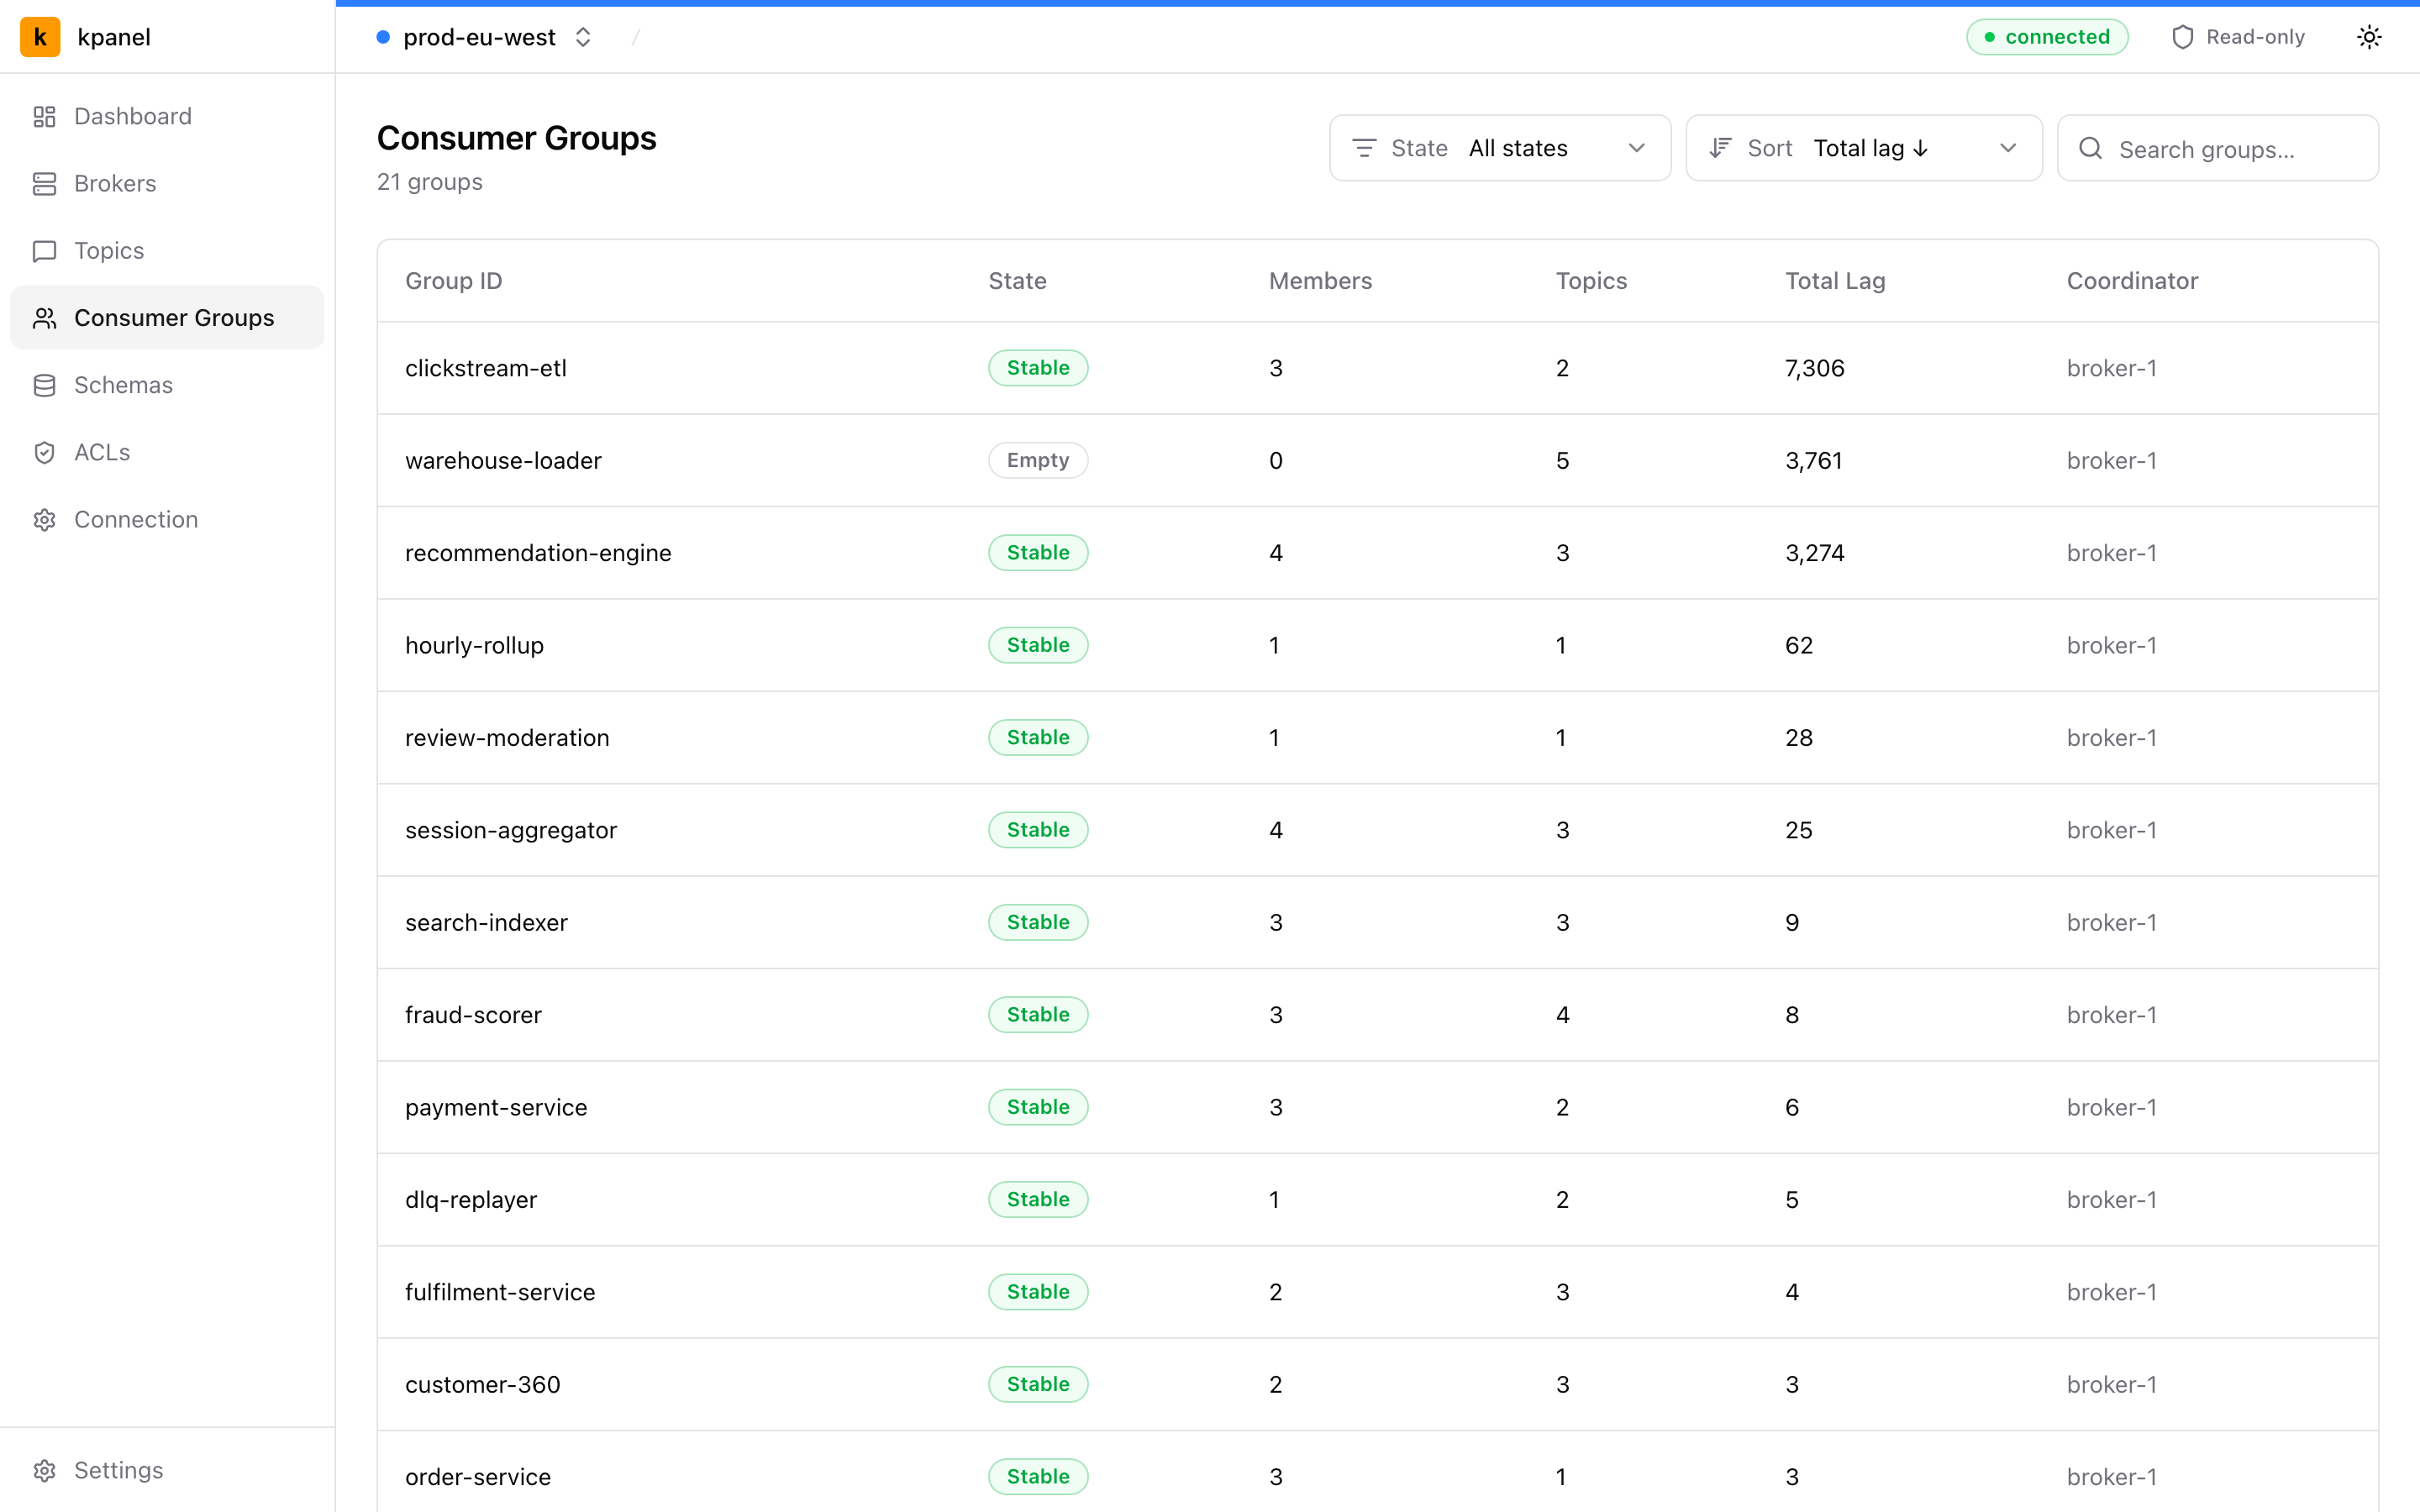 k kpanel
prod-eu-west /
connected
Read-only
Dashboard
Brokers
Topics
Consumer Groups
Schemas
ACLs
Connection
Settings
Consumer Groups
21 groups
State All states
Sort Total lag ↓
Search groups...
Group ID State Members Topics Total Lag Coordinator
clickstream-etl Stable 3 2 7,306 broker-1
warehouse-loader Empty 0 5 3,761 broker-1
recommendation-engine Stable 4 3 3,274 broker-1
hourly-rollup Stable 1 1 62 broker-1
review-moderation Stable 1 1 28 broker-1
session-aggregator Stable 4 3 25 broker-1
search-indexer Stable 3 3 9 broker-1
fraud-scorer Stable 3 4 8 broker-1
payment-service Stable 3 2 6 broker-1
dlq-replayer Stable 1 2 5 broker-1
fulfilment-service Stable 2 3 4 broker-1
customer-360 Stable 2 3 3 broker-1
order-service Stable 3 1 3 broker-1